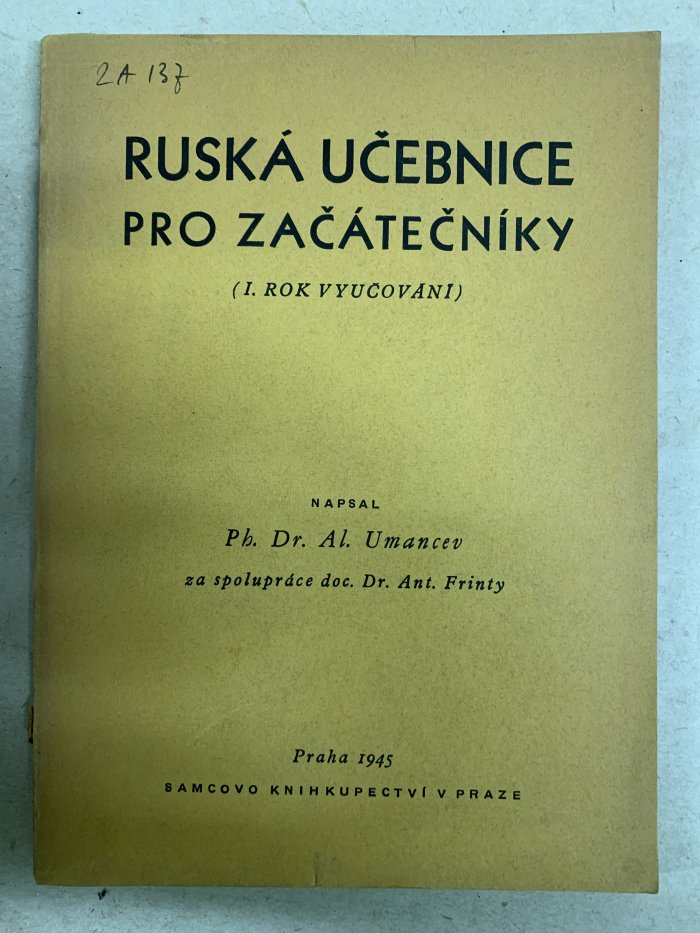 2A 137
RUSKÁ UČEBNICE
PRO ZAČÁTEČNÍKY
(I. ROK VYUČOVÁNÍ)
NAPSAL
Ph. Dr. Al. Umancev
za spolupráce doc. Dr. Ant. Frinty
Praha 1945
SAMCOVO KNIHKUPECTVÍ V PRAZE